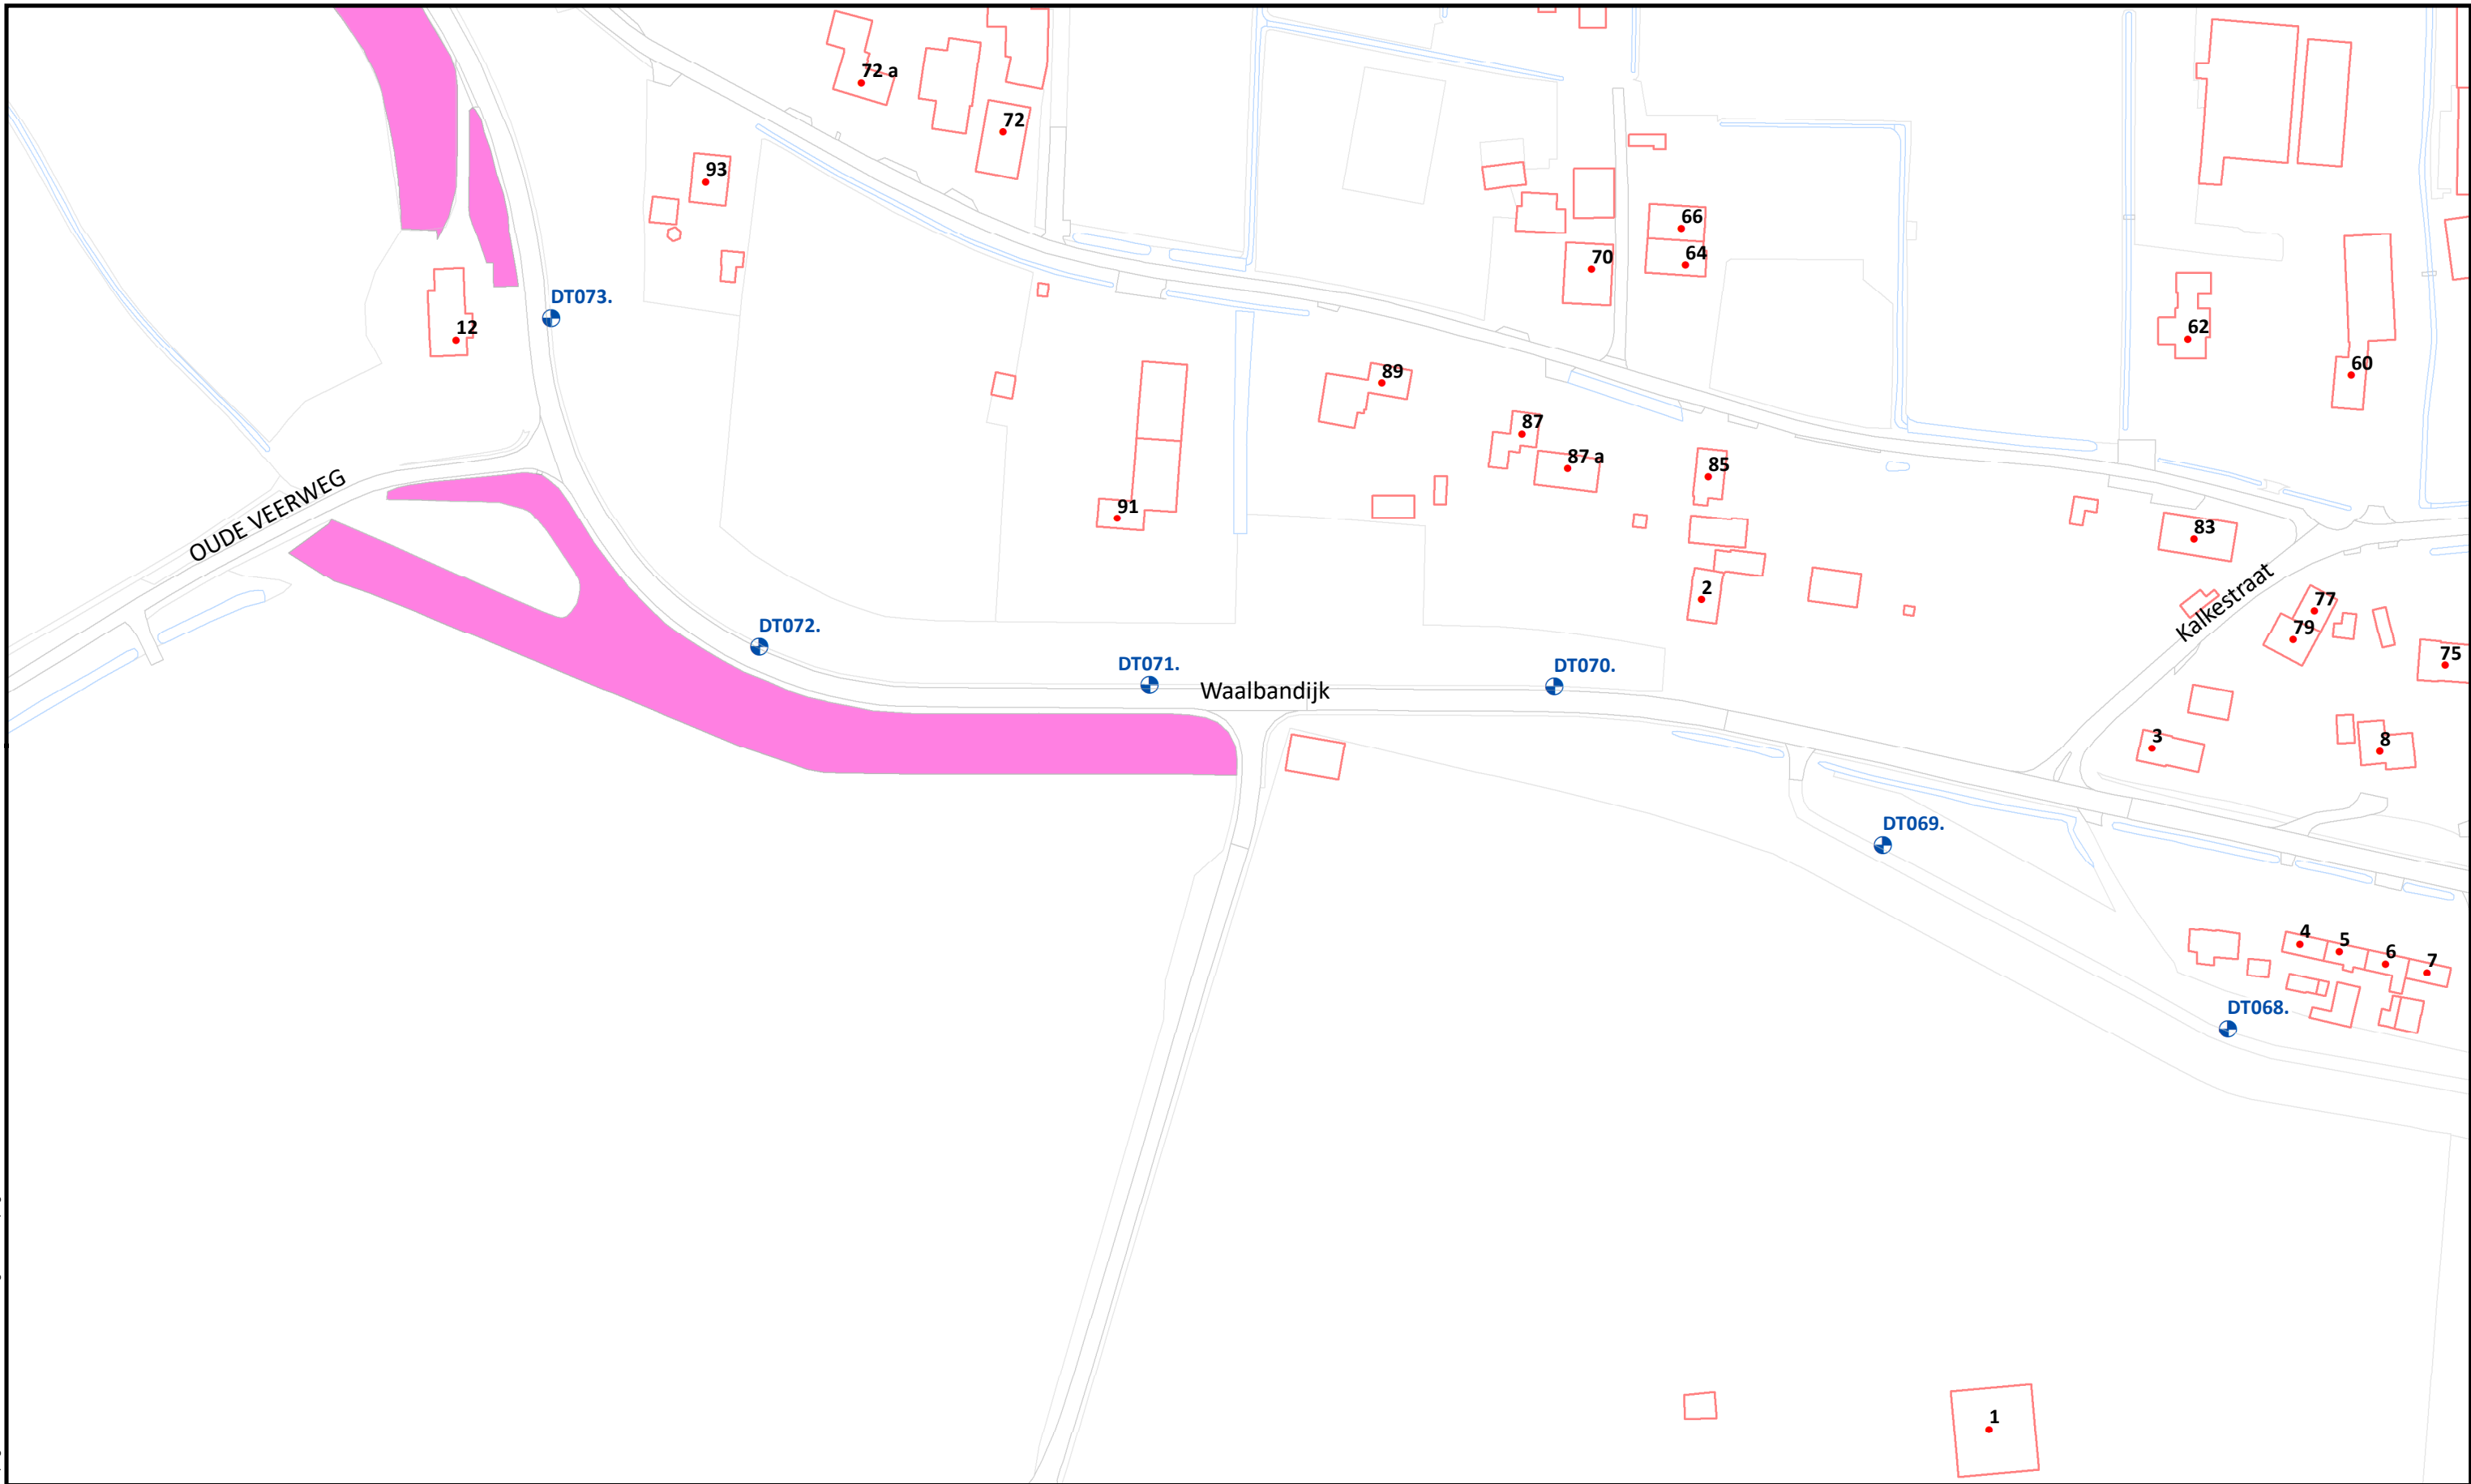 72 a
72
93
66
70
64
DT073.
12
62
60
89
87
87 a
85
OUDE VEERWEG
91
83
2
Kalkestraat
77
79
DT072.
75
DT071.
DT070.
Waalbandijk
3
8
DT069.
4
5
6
7
DT068.
1